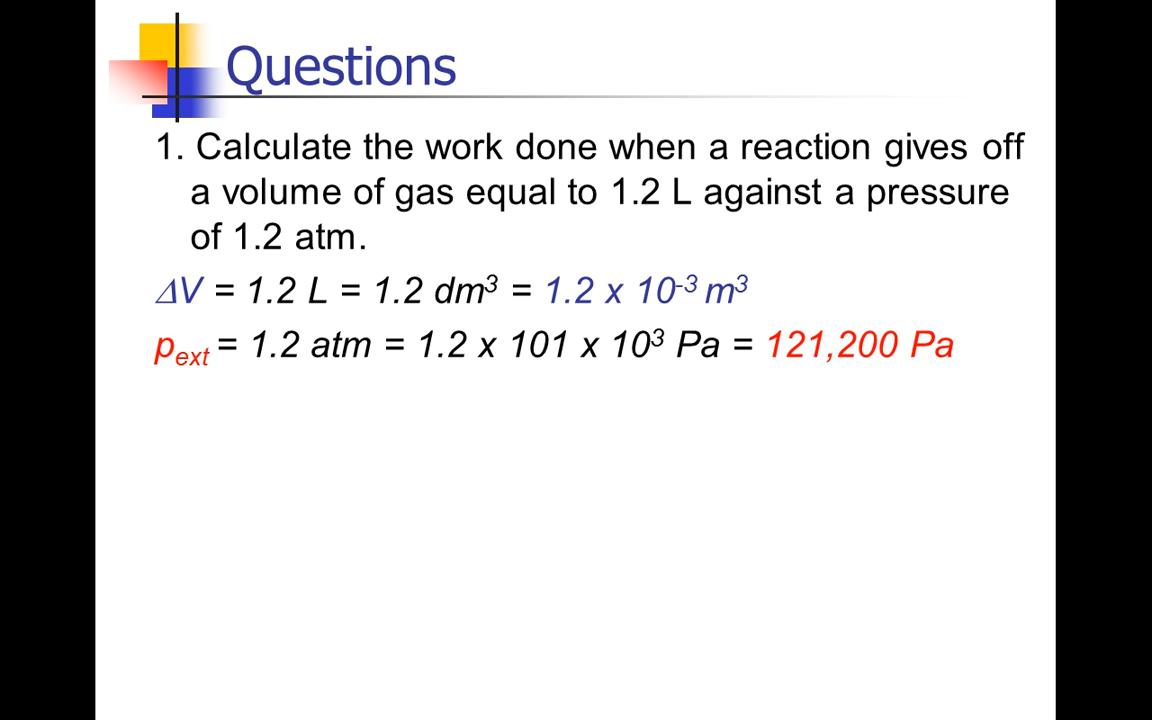 Questions
1. Calculate the work done when a reaction gives off
a volume of gas equal to 1.2 L against a pressure
of 1.2 atm.
ΔV = 1.2 L = 1.2 dm³ = 1.2 x 10⁻³ m³
pₑₓₜ = 1.2 atm = 1.2 x 101 x 10³ Pa = 121,200 Pa